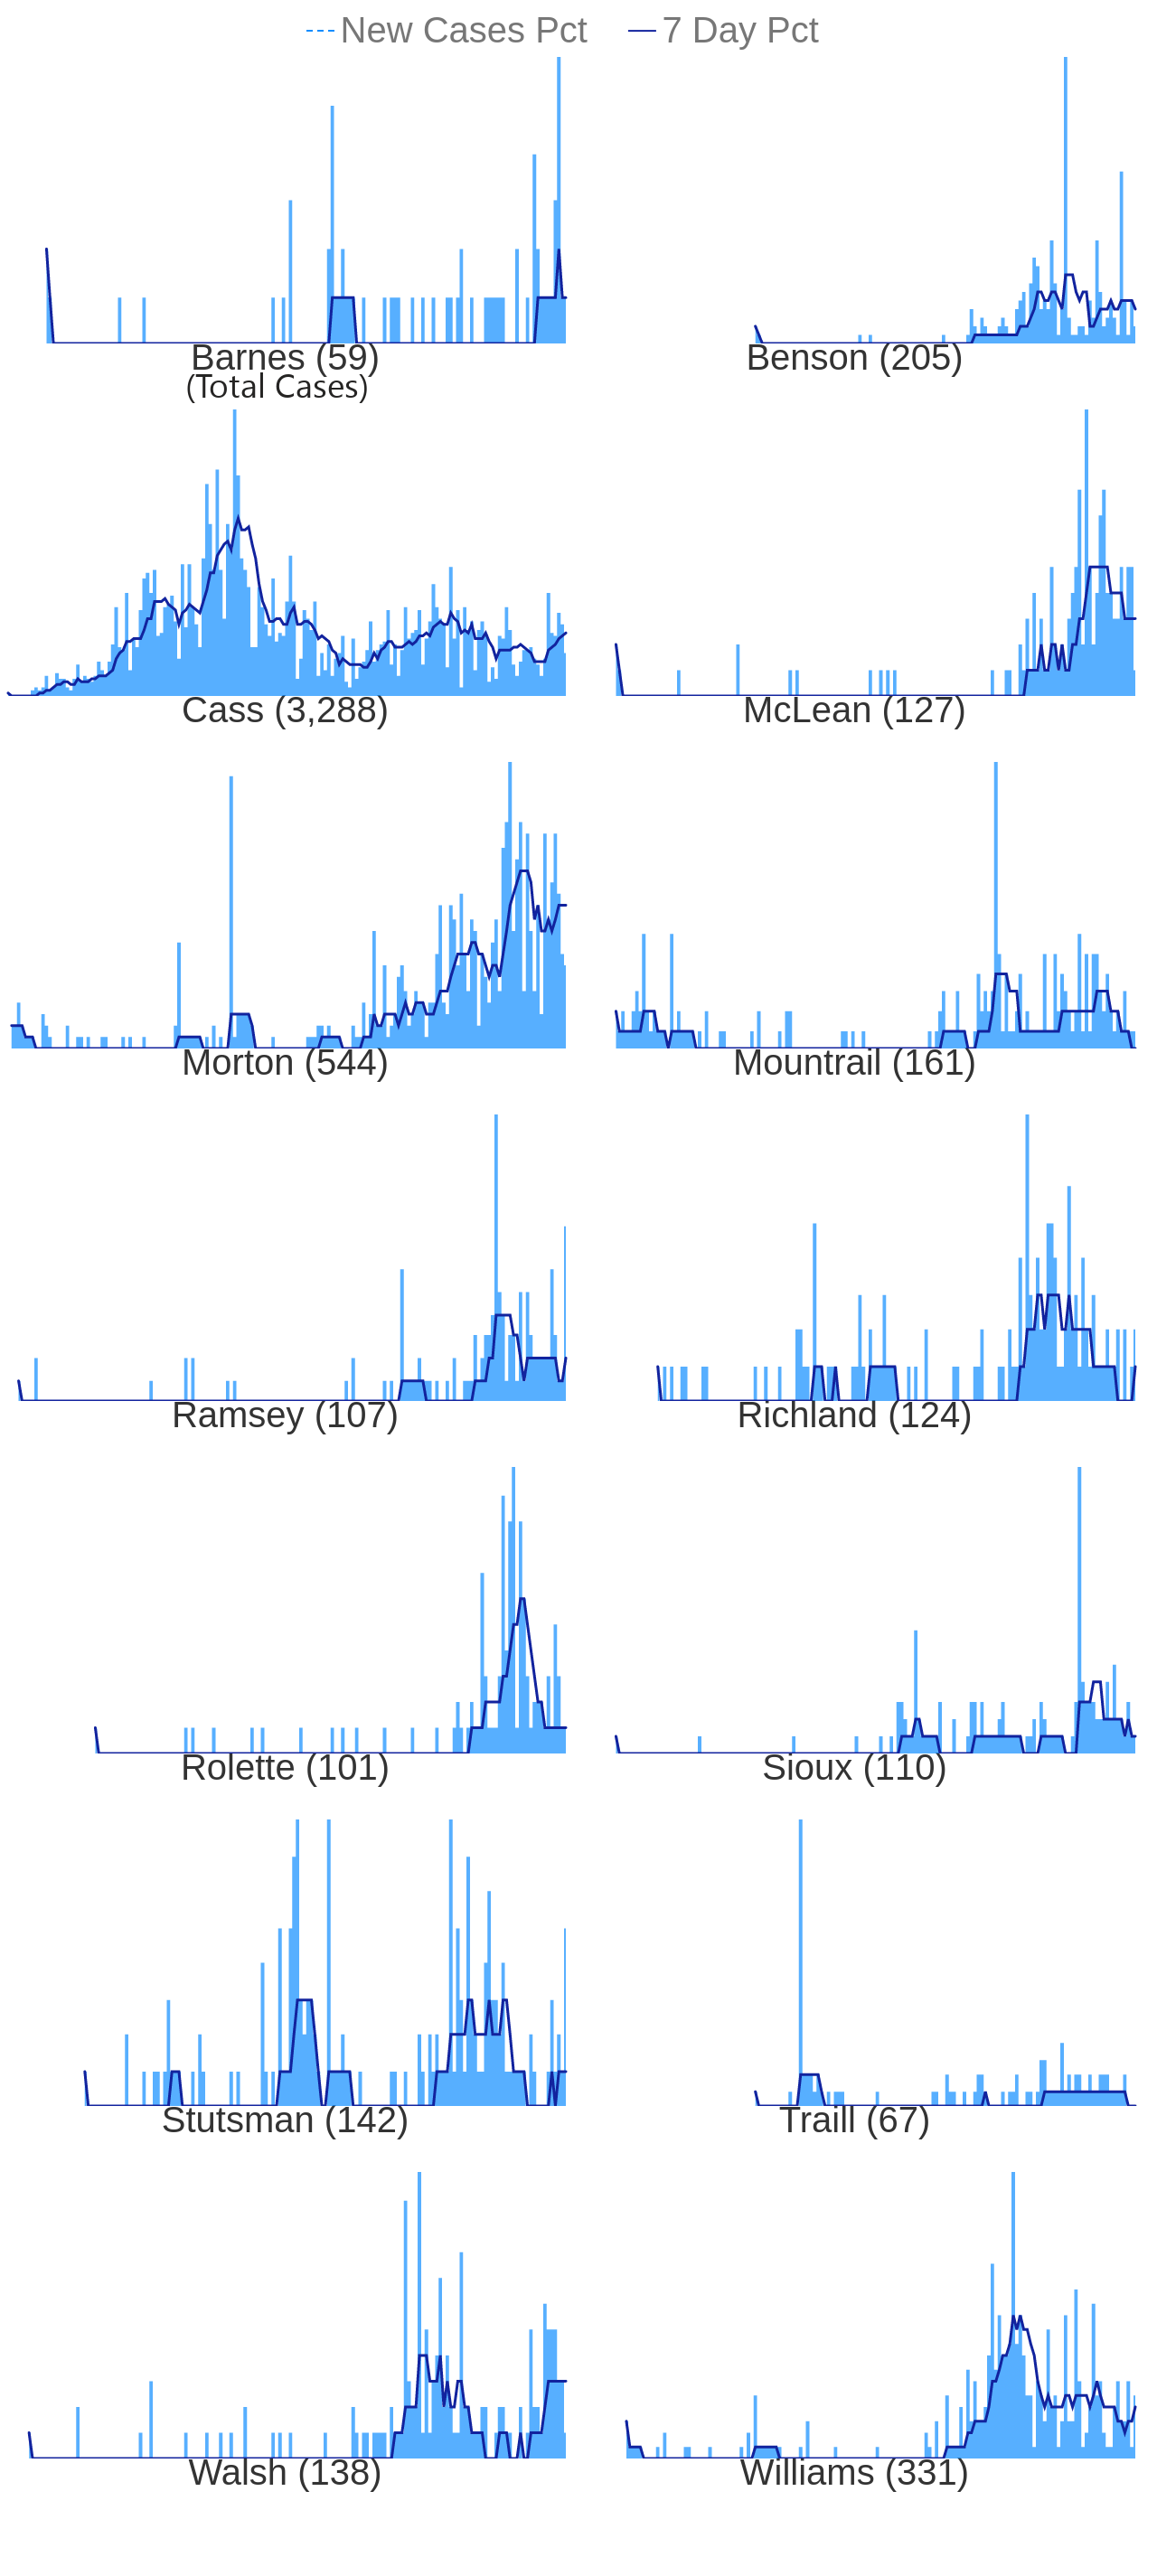 New Cases Pct 7 Day Pct
Barnes (59) Benson (205)
(Total Cases)
Cass (3,288) McLean (127)
Morton (544) Mountrail (161)
Ramsey (107) Richland (124)
Rolette (101) Sioux (110)
Stutsman (142) Traill (67)
Walsh (138) Williams (331)